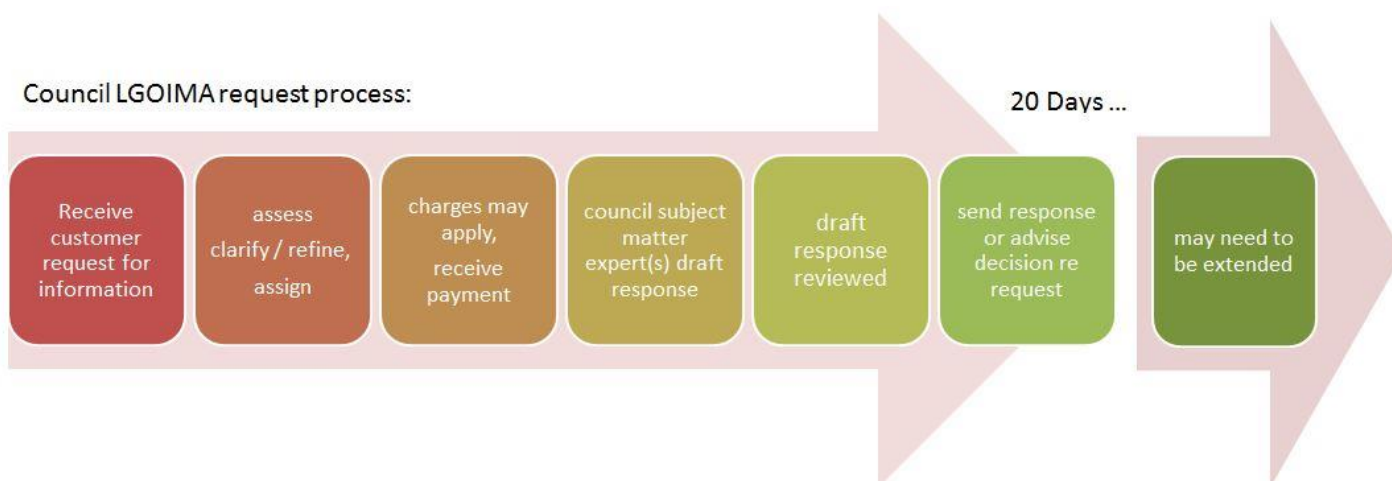 Council LGOIMA request process:
20 Days ...
Receive
customer
request for
information
assess
clarify / refine,
assign
charges may
apply,
receive
payment
council subject
matter
expert(s) draft
response
draft
response
reviewed
send response
or advise
decision re
request
may need to
be extended